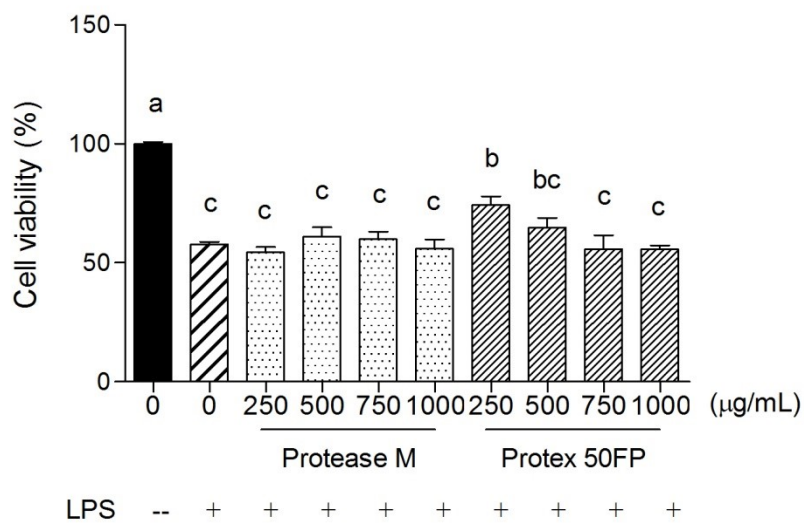 150
a
Cell viability (%)
100
b
bc
c c c c c c c
50
0
0 0 250 500 750 1000 250 500 750 1000 (μg/mL)
Protease M Protex 50FP
LPS -- + + + + + + + + +